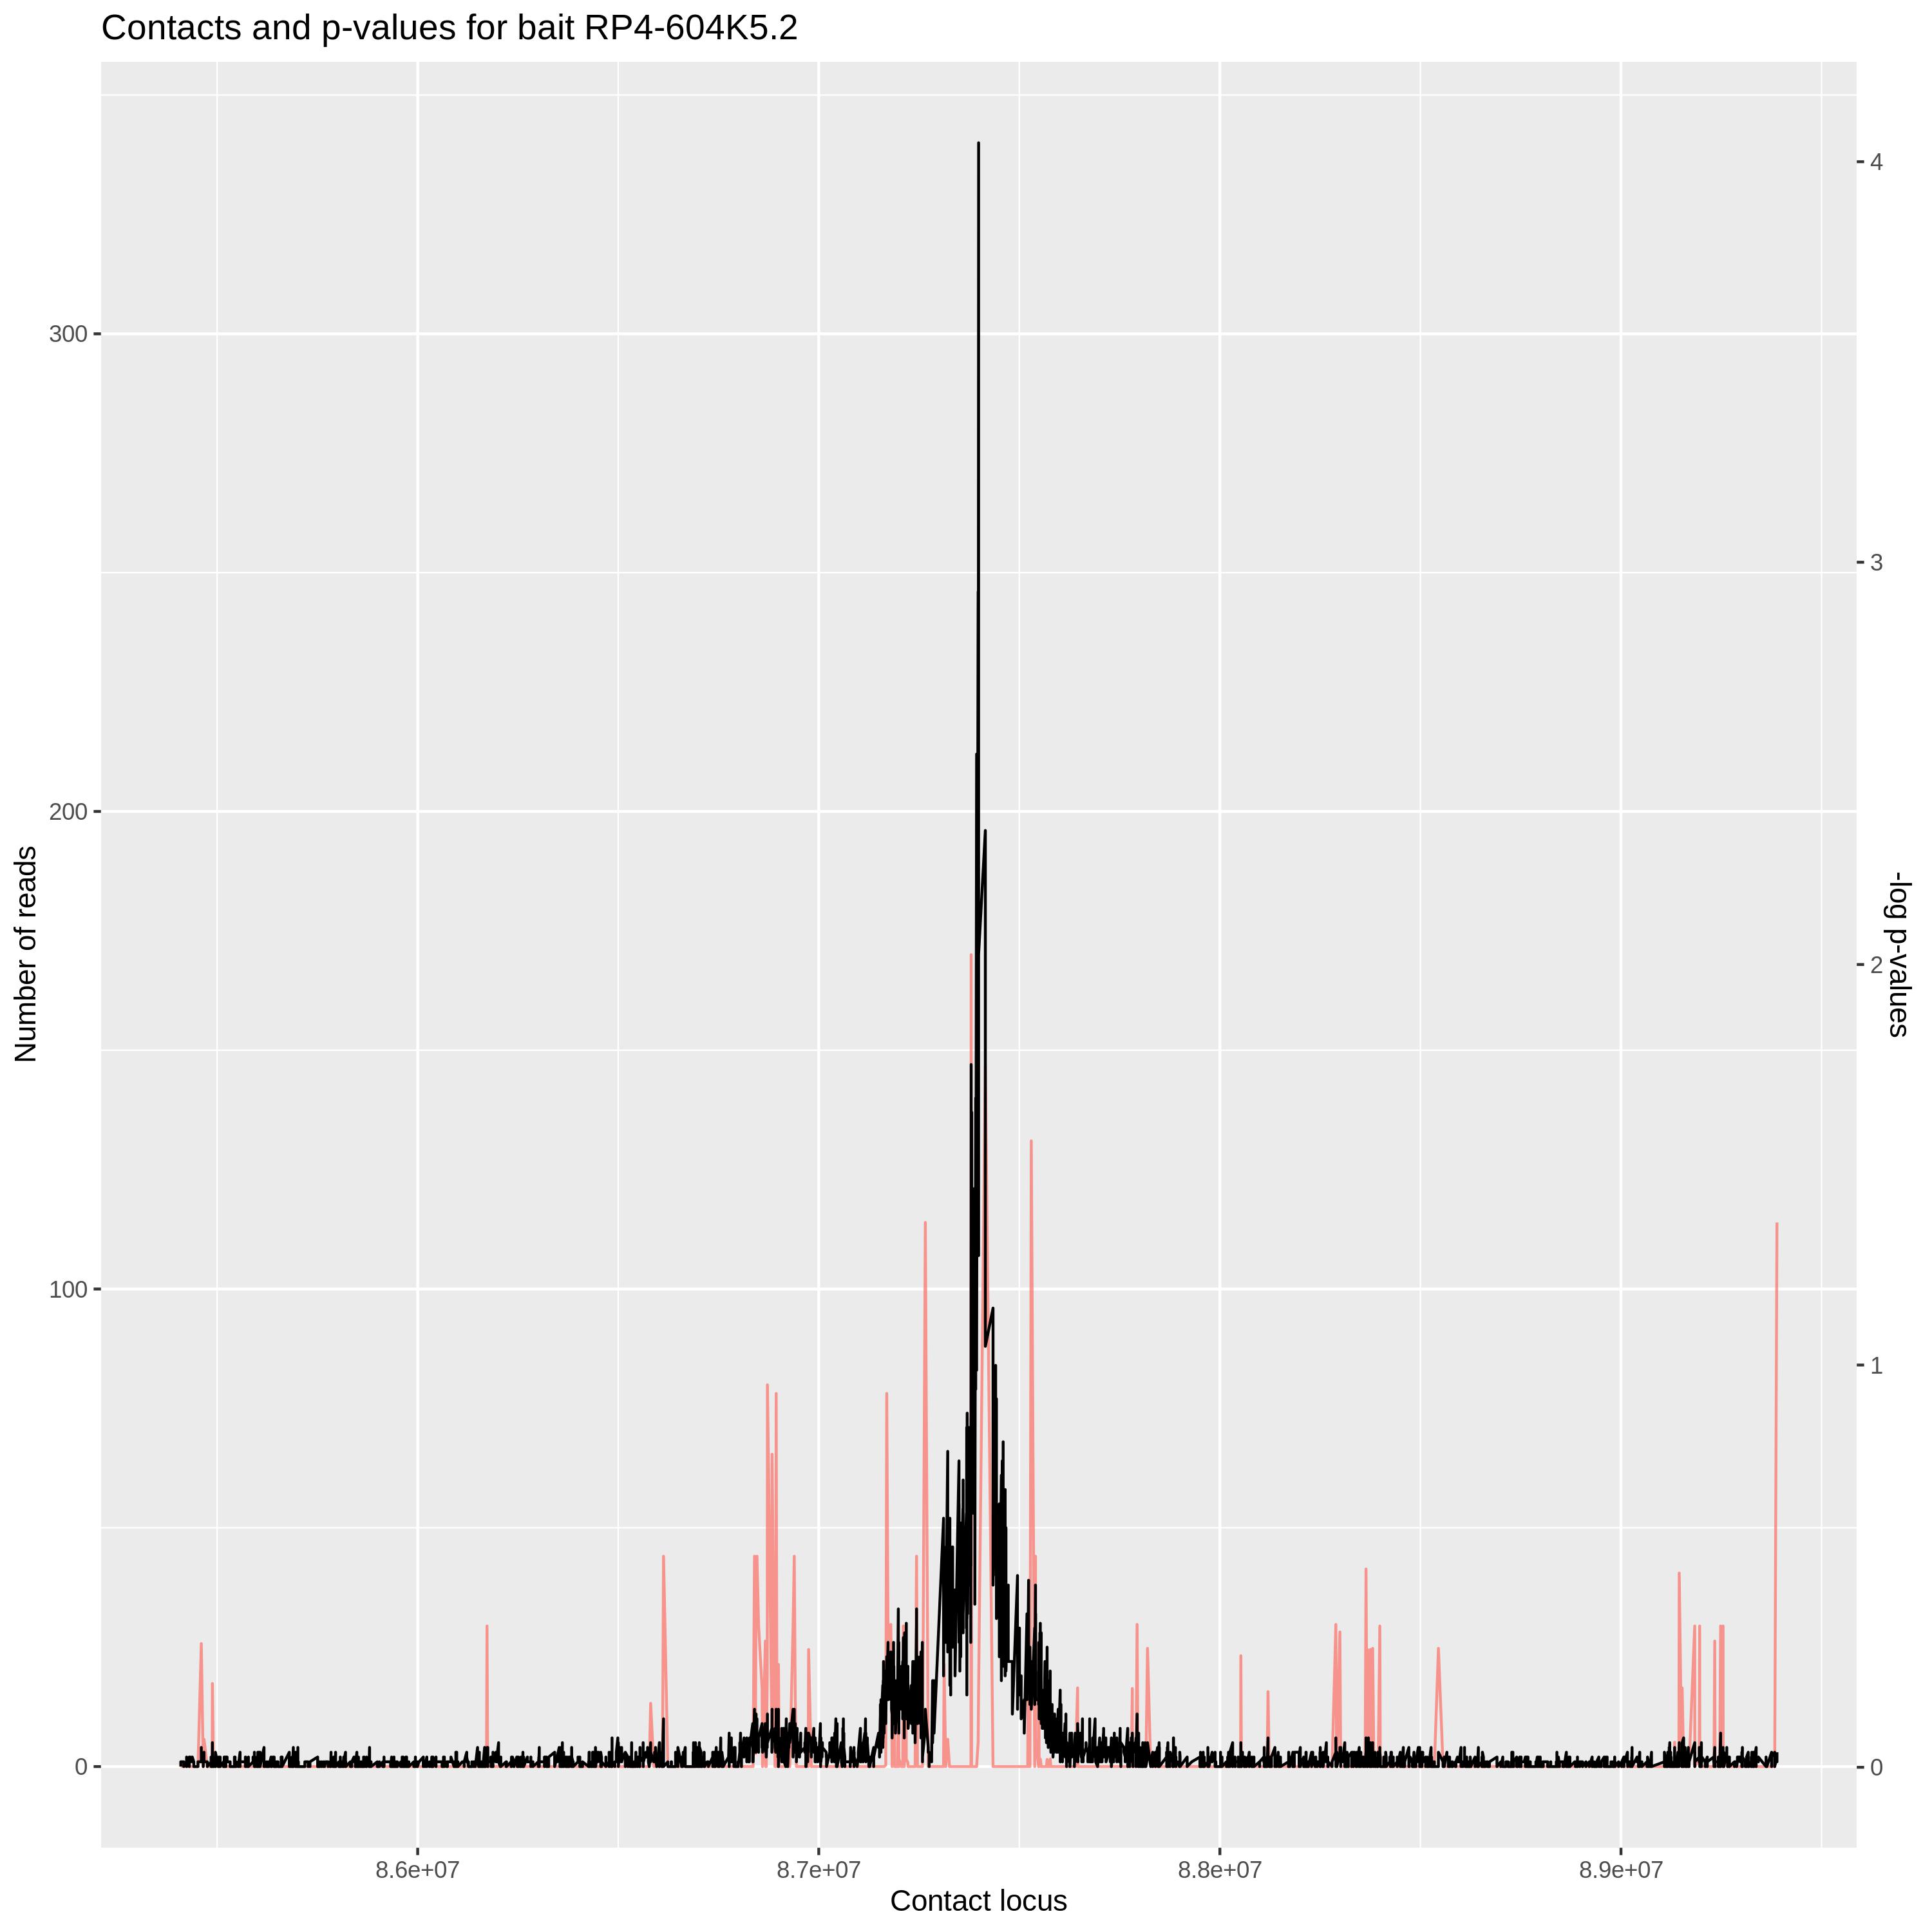 Contacts and p-values for bait RP4-604K5.2
Number of reads
300
200
100
0
4
3
2
1
0
-log p-values
8.6e+07 8.7e+07 8.8e+07 8.9e+07
Contact locus